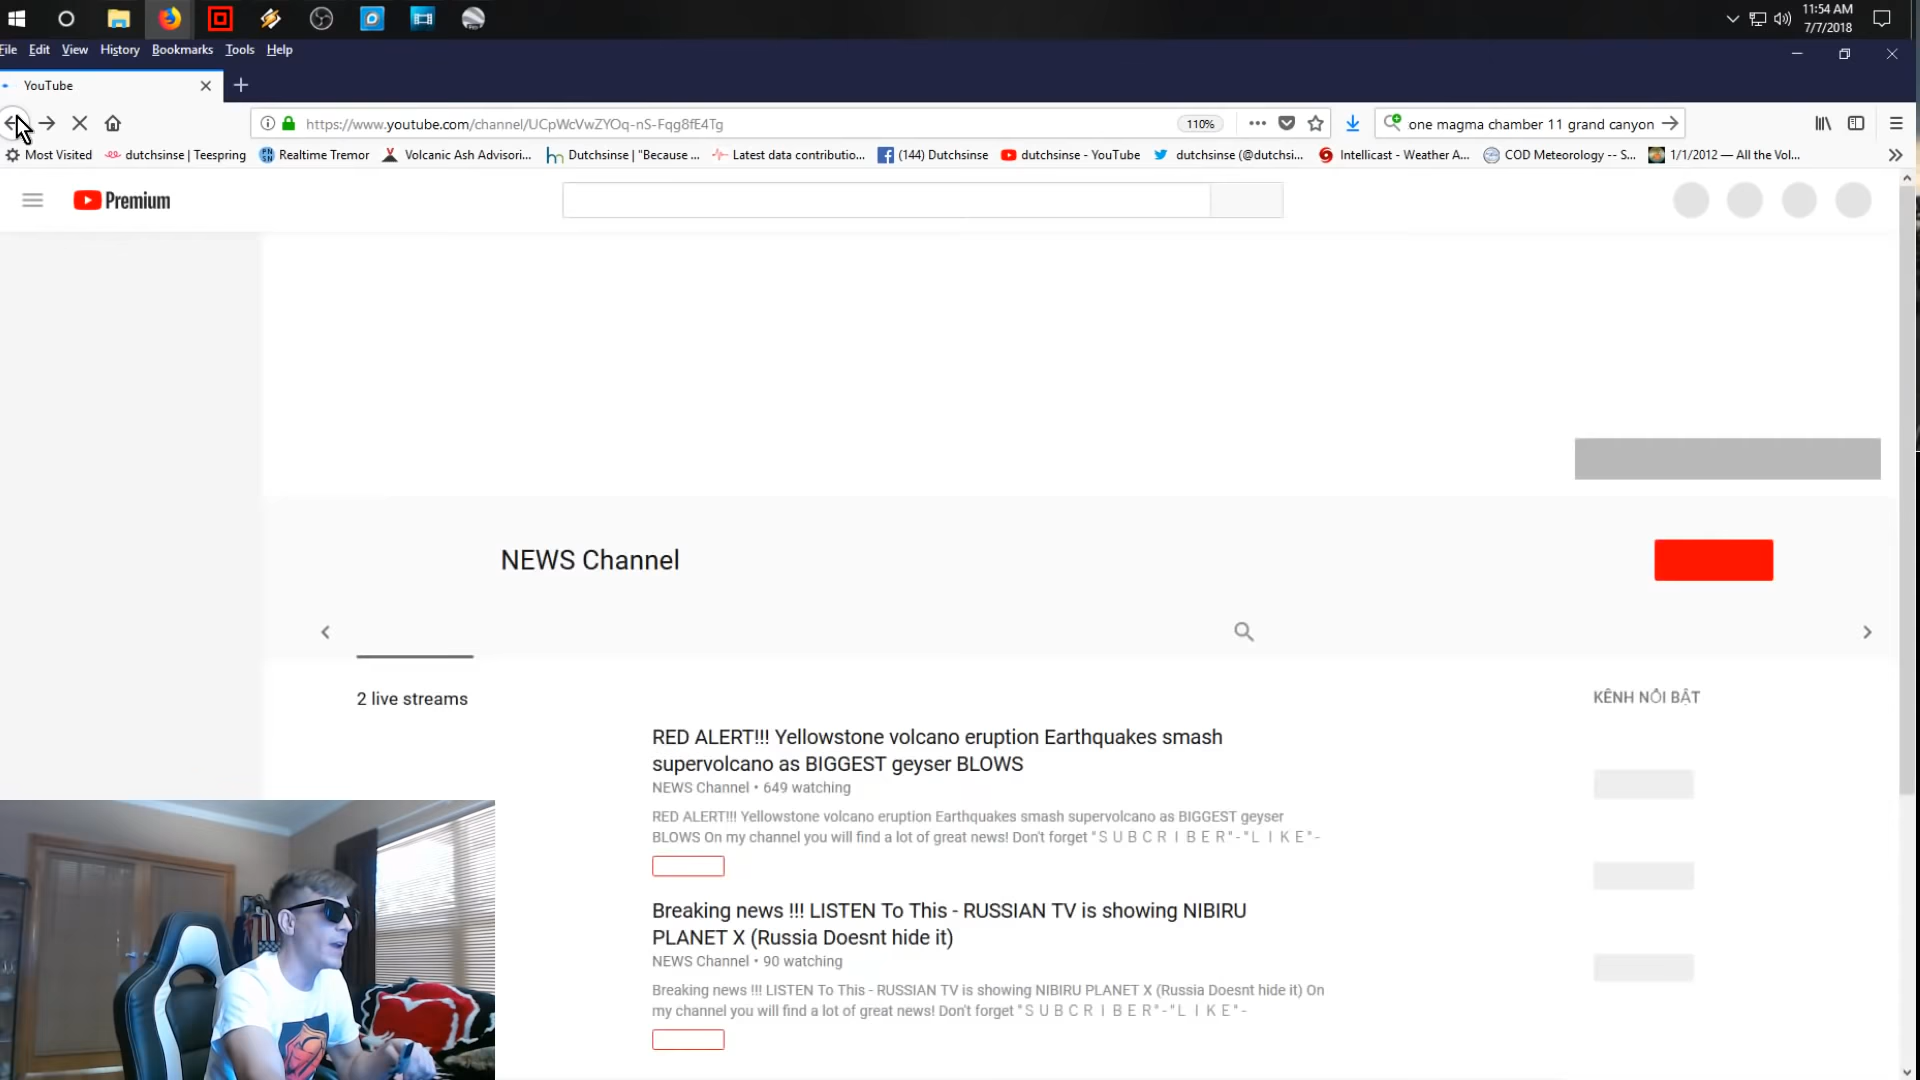 11:54 AM
7/7/2018
File Edit View History Bookmarks Tools Help
YouTube
https://www.youtube.com/channel/UCpWcVwZYOq-nS-Fqg8fE4Tg
110%
one magma chamber 11 grand canyon
Most Visited dutchsinse | Teespring Realtime Tremor Volcanic Ash Advisori... Dutchsinse | "Because ... Latest data contributio... (144) Dutchsinse dutchsinse - YouTube dutchsinse (@dutchsi... Intellicast - Weather A... COD Meteorology -- S... 1/1/2012 — All the Vol...
Premium
NEWS Channel
2 live streams
KÊNH NỔI BẬT
RED ALERT!!! Yellowstone volcano eruption Earthquakes smash
supervolcano as BIGGEST geyser BLOWS
NEWS Channel • 649 watching
RED ALERT!!! Yellowstone volcano eruption Earthquakes smash supervolcano as BIGGEST geyser
BLOWS On my channel you will find a lot of great news! Don't forget "S U B C R I B E R"-"L I K E"-
Breaking news !!! LISTEN To This - RUSSIAN TV is showing NIBIRU
PLANET X (Russia Doesnt hide it)
NEWS Channel • 90 watching
Breaking news !!! LISTEN To This - RUSSIAN TV is showing NIBIRU PLANET X (Russia Doesnt hide it) On
my channel you will find a lot of great news! Don't forget "S U B C R I B E R"-"L I K E"-